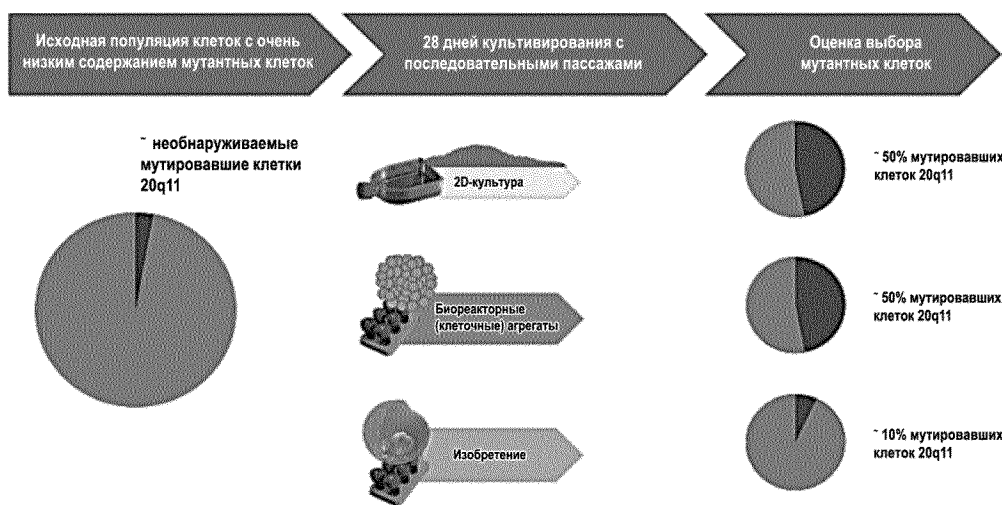 Исходная популяция клеток с очень
низким содержанием мутантных клеток
28 дней культивирования с
последовательными пассажами
Оценка выбора
мутантных клеток
~ необнаруживаемые
мутировавшие клетки
20q11
2D-культура
~ 50% мутировавших
клеток 20q11
Биореакторные
(клеточные) агрегаты
~ 50% мутировавших
клеток 20q11
Изобретение
~ 10% мутировавших
клеток 20q11